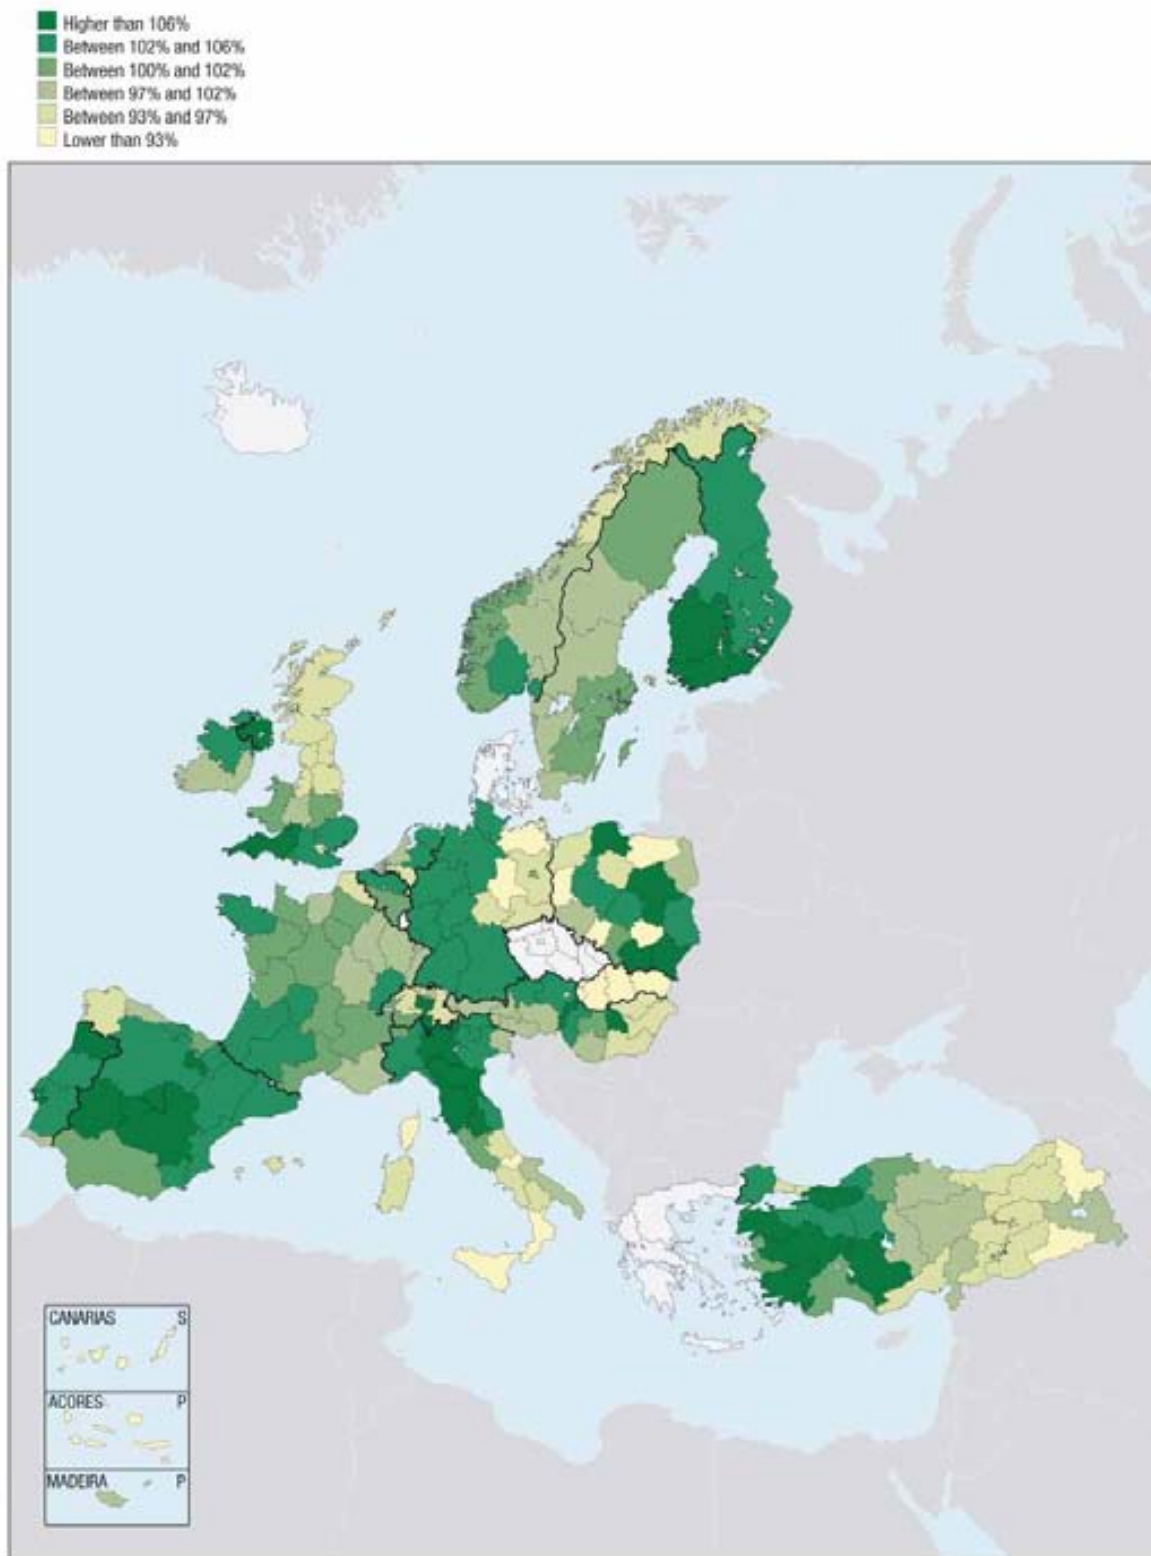 Higher than 106%
Between 102% and 106%
Between 100% and 102%
Between 97% and 102%
Between 93% and 97%
Lower than 93%
CANARIAS S
ACORES P
MADEIRA P